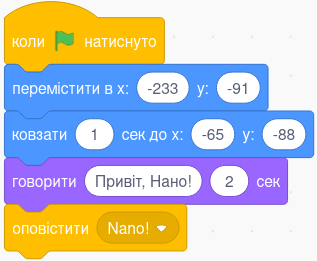 коли натиснуто
перемістити в x: -233 y: -91
ковзати 1 сек до x: -65 y: -88
говорити Привіт, Нано! 2 сек
оповістити Nano!